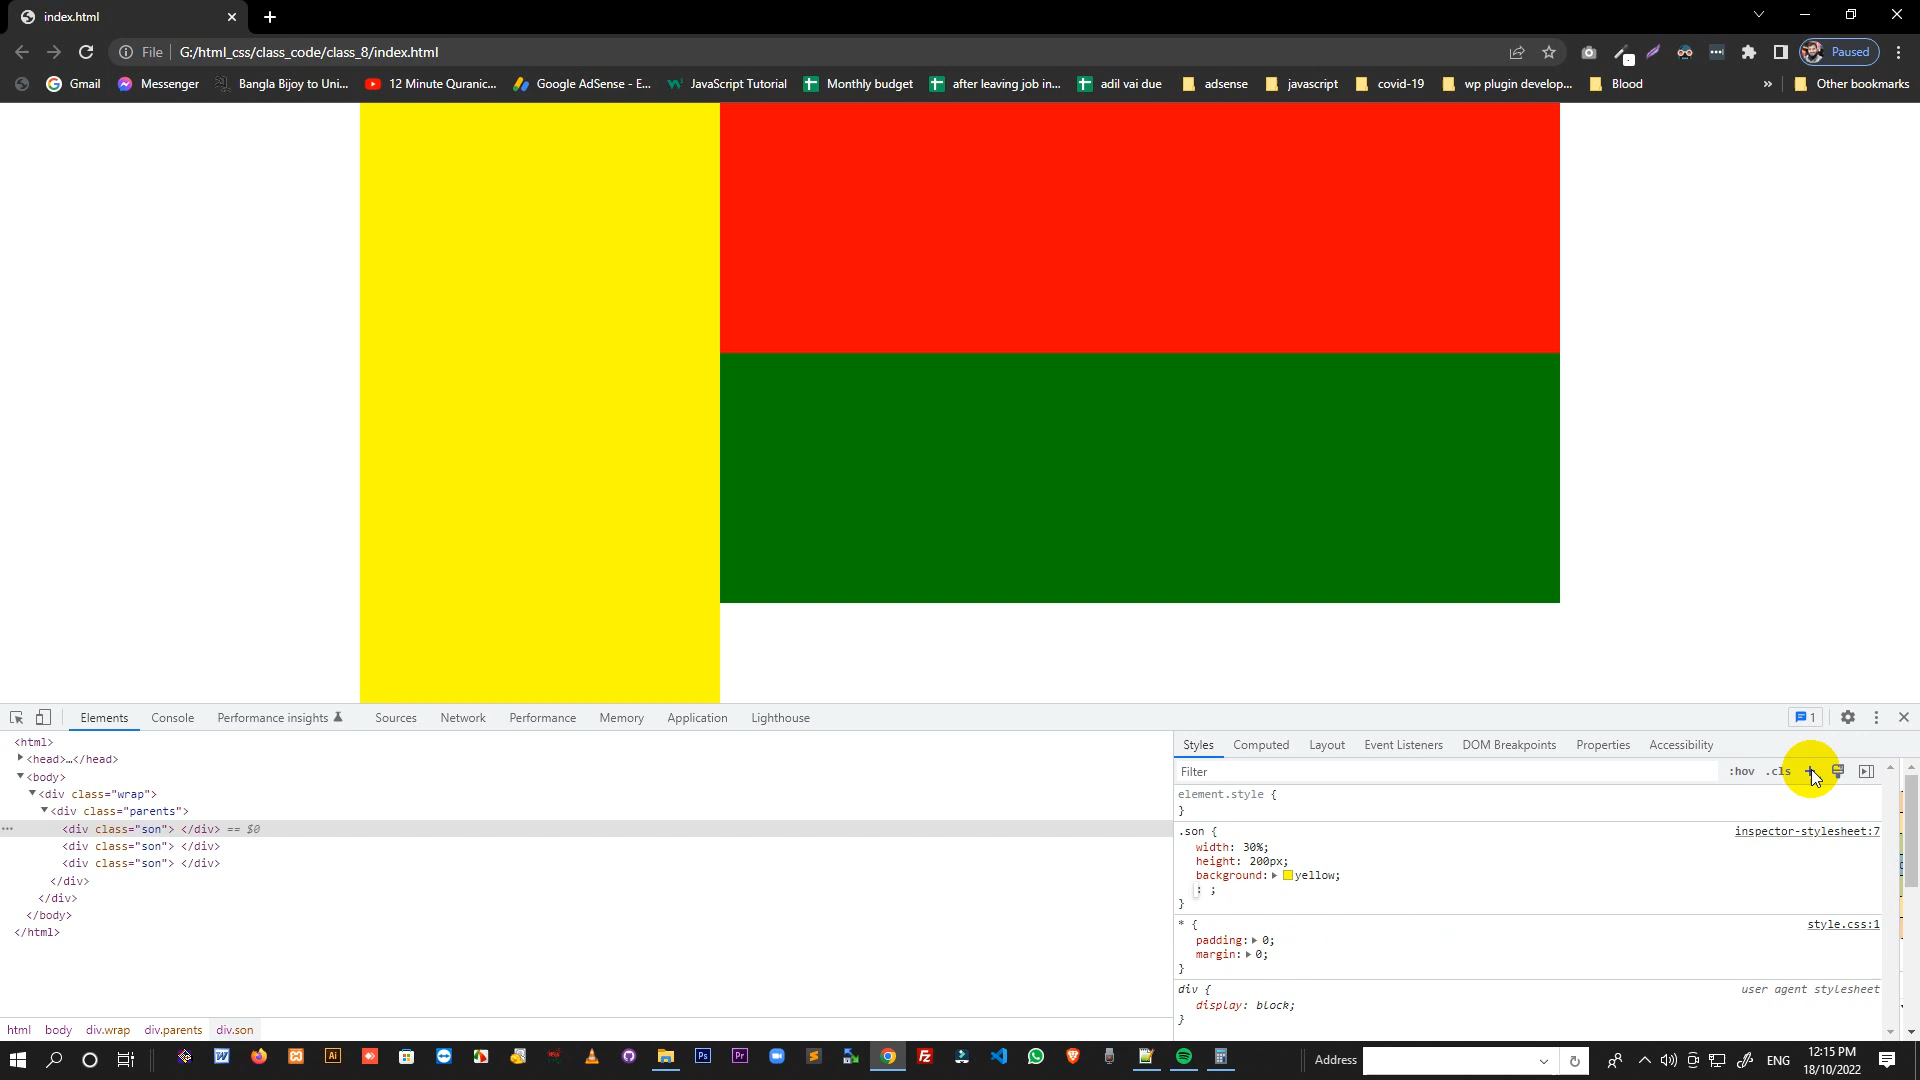 index.html
File G:/html_css/class_code/class_8/index.html Paused
Gmail Messenger Bangla Bijoy to Uni... 12 Minute Quranic... Google AdSense - E... JavaScript Tutorial Monthly budget after leaving job in... adil vai due adsense javascript covid-19 wp plugin develop... Blood » Other bookmarks
Elements Console Performance insights Sources Network Performance Memory Application Lighthouse 1
<html>
<head>…</head>
<body>
<div class="wrap">
<div class="parents">
<div class="son"> </div> == $0
<div class="son"> </div>
<div class="son"> </div>
</div>
</div>
</body>
</html>
html body div.wrap div.parents div.son
Styles Computed Layout Event Listeners DOM Breakpoints Properties Accessibility
Filter :hov .cls +
element.style {
}
.son { inspector-stylesheet:7
width: 30%;
height: 200px;
background: yellow;
: ;
}
* { style.css:1
padding: 0;
margin: 0;
}
div { user agent stylesheet
display: block;
}
Address ENG 12:15 PM
18/10/2022